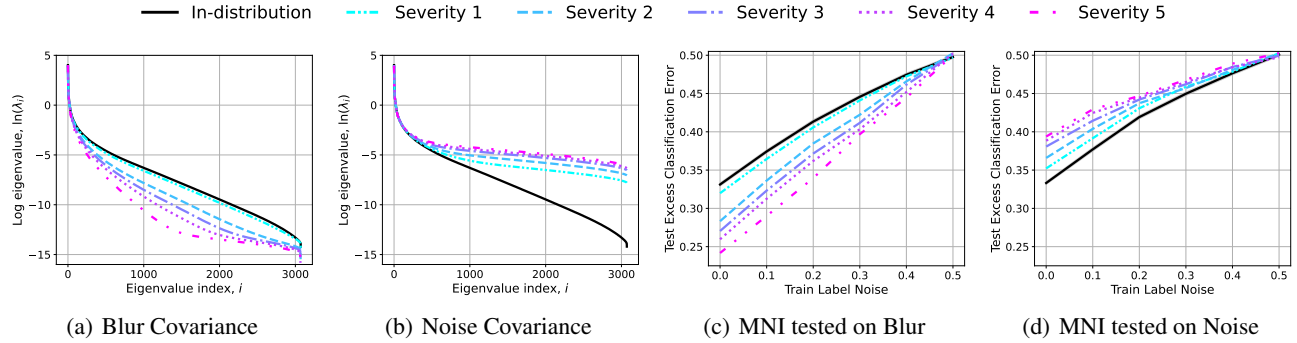 In-distribution Severity 1 Severity 2 Severity 3 Severity 4 Severity 5
5
0
−5
−10
−15
0 1000 2000 3000
Log eigenvalue, ln(λi)
Eigenvalue index, i
(a) Blur Covariance
5
0
−5
−10
−15
0 1000 2000 3000
Log eigenvalue, ln(λi)
Eigenvalue index, i
(b) Noise Covariance
0.50
0.45
0.40
0.35
0.30
0.25
0.0 0.1 0.2 0.3 0.4 0.5
Test Excess Classification Error
Train Label Noise
(c) MNI tested on Blur
0.50
0.45
0.40
0.35
0.30
0.25
0.0 0.1 0.2 0.3 0.4 0.5
Test Excess Classification Error
Train Label Noise
(d) MNI tested on Noise